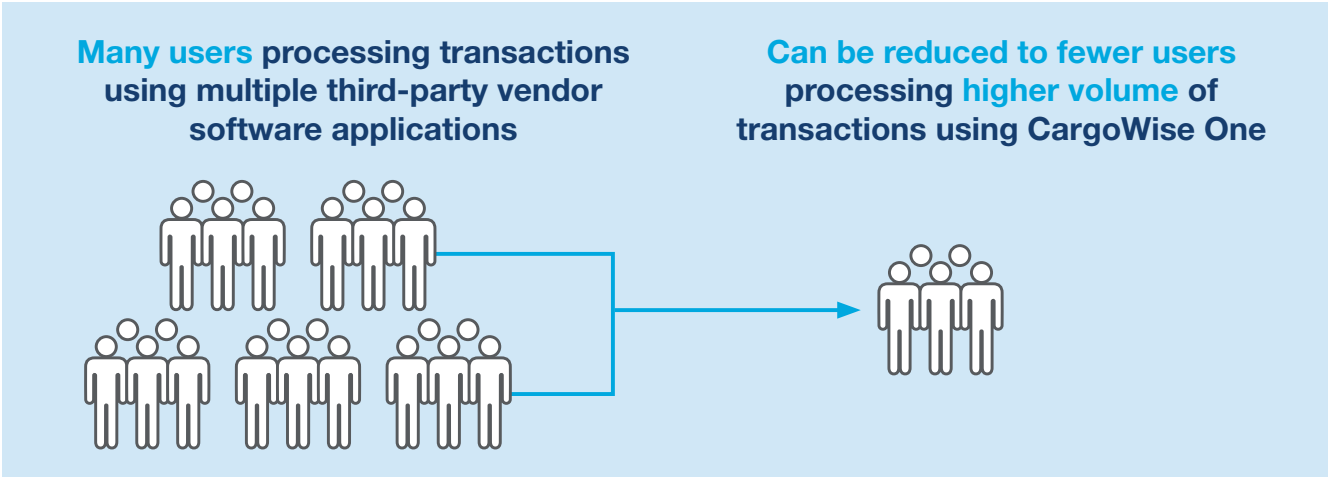 Many users processing transactions
using multiple third-party vendor
software applications
Can be reduced to fewer users
processing higher volume of
transactions using CargoWise One